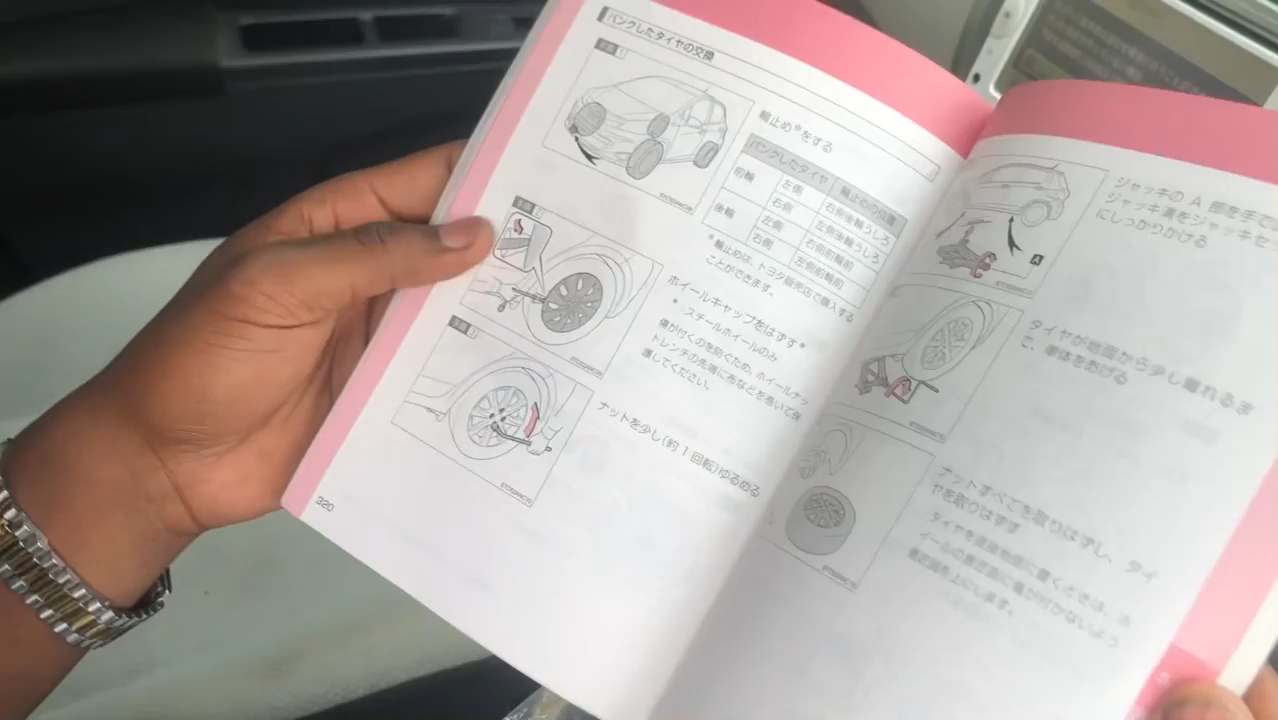 パンクしたタイヤの交換
手順 1
輪止め*をする
パンクしたタイヤ 輪止めの位置
前輪 左側 右側後輪うしろ
右側 左側後輪うしろ
後輪 左側 右側前輪前
右側 左側前輪前
*輪止めは、トヨタ販売店で購入する
ことができます。
手順 2
ホイールキャップをはずす*
* スチールホイールのみ
傷が付くのを防ぐため、ホイールナッ
トレンチの先端に布などを巻いて保
護してください。
手順 3
ナットを少し(約 1 回転)ゆるめる
320
ジャッキの A 部を手で
ジャッキ溝をジャッキセ
にしっかりかける
A
タイヤが地面から少し離れるま
で、車体をあげる
ナットすべてを取りはずし、タイ
ヤを取りはずす
タイヤを直接地面に置くときは、ホ
イールの意匠面に傷が付かないよう
意匠面を上にします。